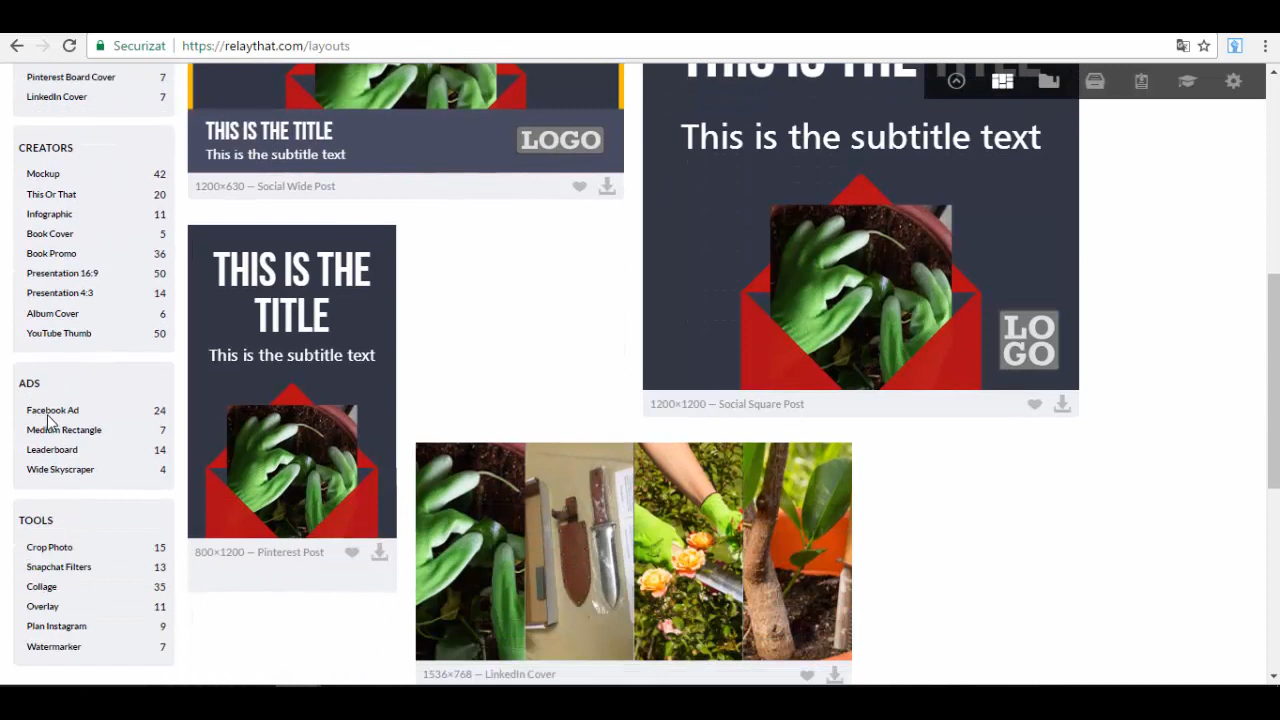 Securizat
https://relaythat.com/layouts
Pinterest Board Cover 7
LinkedIn Cover 7
CREATORS
Mockup 42
This Or That 20
Infographic 11
Book Cover 5
Book Promo 36
Presentation 16:9 50
Presentation 4:3 14
Album Cover 6
YouTube Thumb 50
ADS
Facebook Ad 24
Medium Rectangle 7
Leaderboard 14
Wide Skyscraper 4
TOOLS
Crop Photo 15
Snapchat Filters 13
Collage 35
Overlay 11
Plan Instagram 9
Watermarker 7
THIS IS THE TITLE
This is the subtitle text
LOGO
1200×630 — Social Wide Post
THIS IS THE
TITLE
This is the subtitle text
800×1200 — Pinterest Post
THIS IS THE TITLE
This is the subtitle text
LO
GO
1200×1200 — Social Square Post
1536×768 — LinkedIn Cover